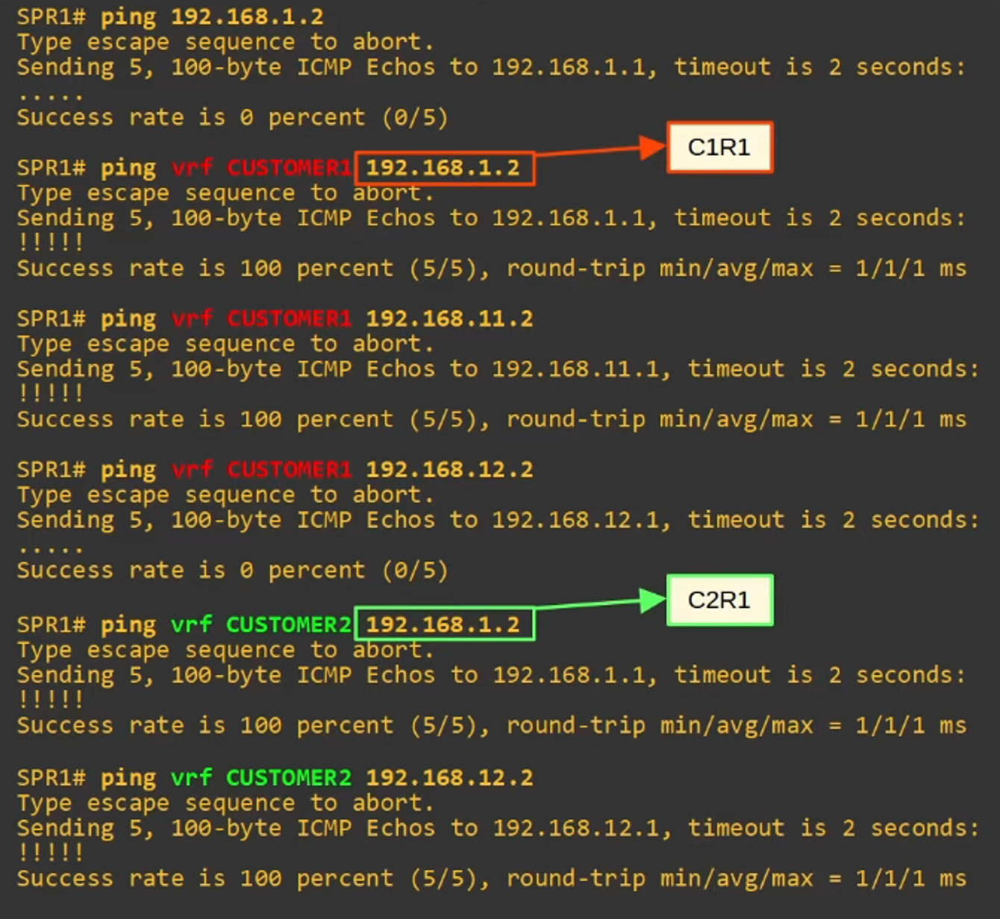 SPR1# ping 192.168.1.2
Type escape sequence to abort.
Sending 5, 100-byte ICMP Echos to 192.168.1.1, timeout is 2 seconds:
.....
Success rate is 0 percent (0/5)
SPR1# ping vrf CUSTOMER1 192.168.1.2
C1R1
Type escape sequence to abort.
Sending 5, 100-byte ICMP Echos to 192.168.1.1, timeout is 2 seconds:
!!!!!
Success rate is 100 percent (5/5), round-trip min/avg/max = 1/1/1 ms
SPR1# ping vrf CUSTOMER1 192.168.11.2
Type escape sequence to abort.
Sending 5, 100-byte ICMP Echos to 192.168.11.1, timeout is 2 seconds:
!!!!!
Success rate is 100 percent (5/5), round-trip min/avg/max = 1/1/1 ms
SPR1# ping vrf CUSTOMER1 192.168.12.2
Type escape sequence to abort.
Sending 5, 100-byte ICMP Echos to 192.168.12.1, timeout is 2 seconds:
.....
Success rate is 0 percent (0/5)
SPR1# ping vrf CUSTOMER2 192.168.1.2
C2R1
Type escape sequence to abort.
Sending 5, 100-byte ICMP Echos to 192.168.1.1, timeout is 2 seconds:
!!!!!
Success rate is 100 percent (5/5), round-trip min/avg/max = 1/1/1 ms
SPR1# ping vrf CUSTOMER2 192.168.12.2
Type escape sequence to abort.
Sending 5, 100-byte ICMP Echos to 192.168.12.1, timeout is 2 seconds:
!!!!!
Success rate is 100 percent (5/5), round-trip min/avg/max = 1/1/1 ms